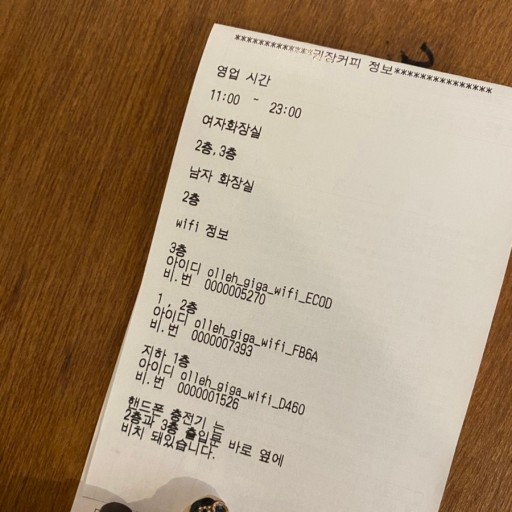 ***************커피 정보***************
영업 시간
11:00 ~ 23:00
여자화장실
2층,3층
남자 화장실
2층
wifi 정보
3층
아이디 olleh_giga_wifi_EC0D
비.번 0000005270
1, 2층
아이디 olleh_giga_wifi_FB6A
비.번 0000007393
지하 1층
아이디 olleh_giga_wifi_D460
비.번 0000001526
핸드폰 충전기 는
2층과 3층 출입문 바로 옆에
비치 돼있습니다.